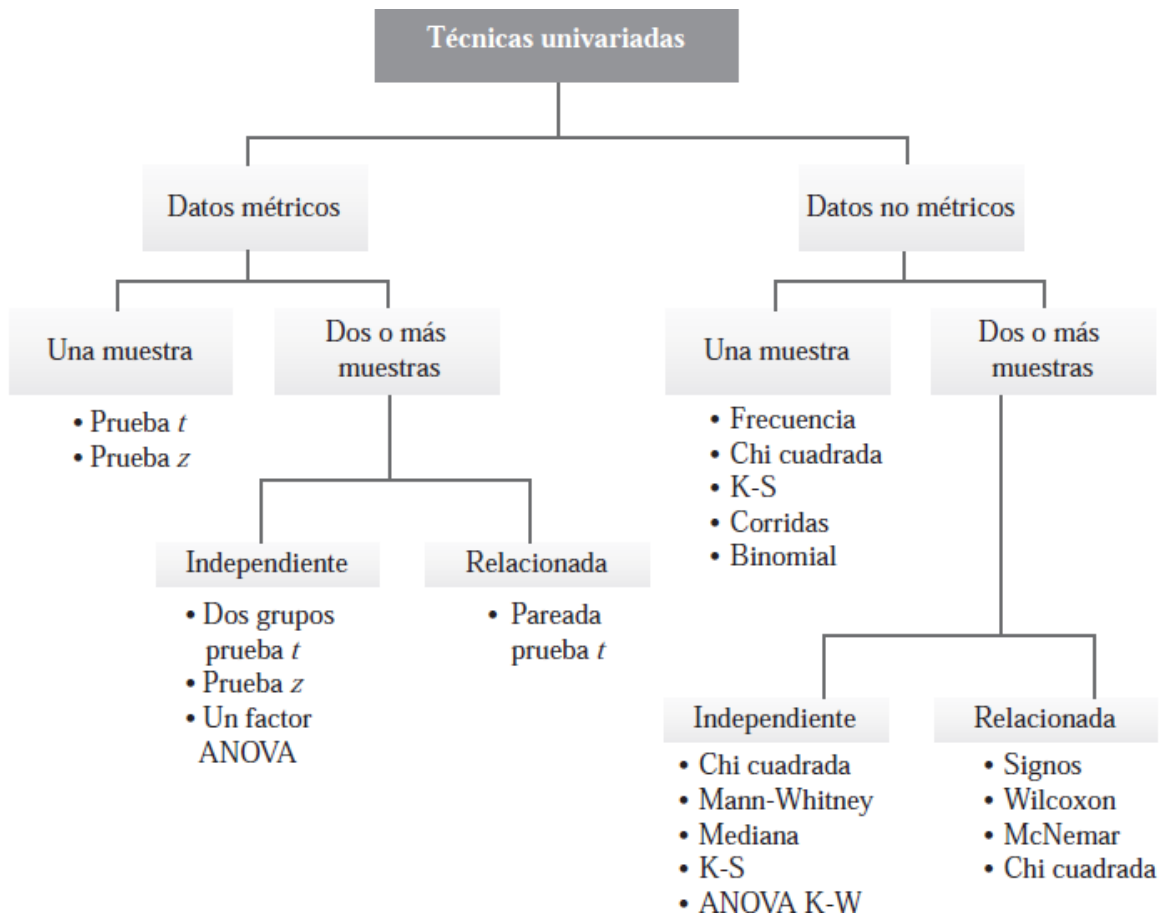 Técnicas univariadas
Datos métricos
Datos no métricos
Una muestra
Dos o más
muestras
Una muestra
Dos o más
muestras
• Prueba t
• Prueba z
• Frecuencia
• Chi cuadrada
• K-S
• Corridas
• Binomial
Independiente
Relacionada
• Dos grupos
prueba t
• Prueba z
• Un factor
ANOVA
• Pareada
prueba t
Independiente
Relacionada
• Chi cuadrada
• Mann-Whitney
• Mediana
• K-S
• ANOVA K-W
• Signos
• Wilcoxon
• McNemar
• Chi cuadrada